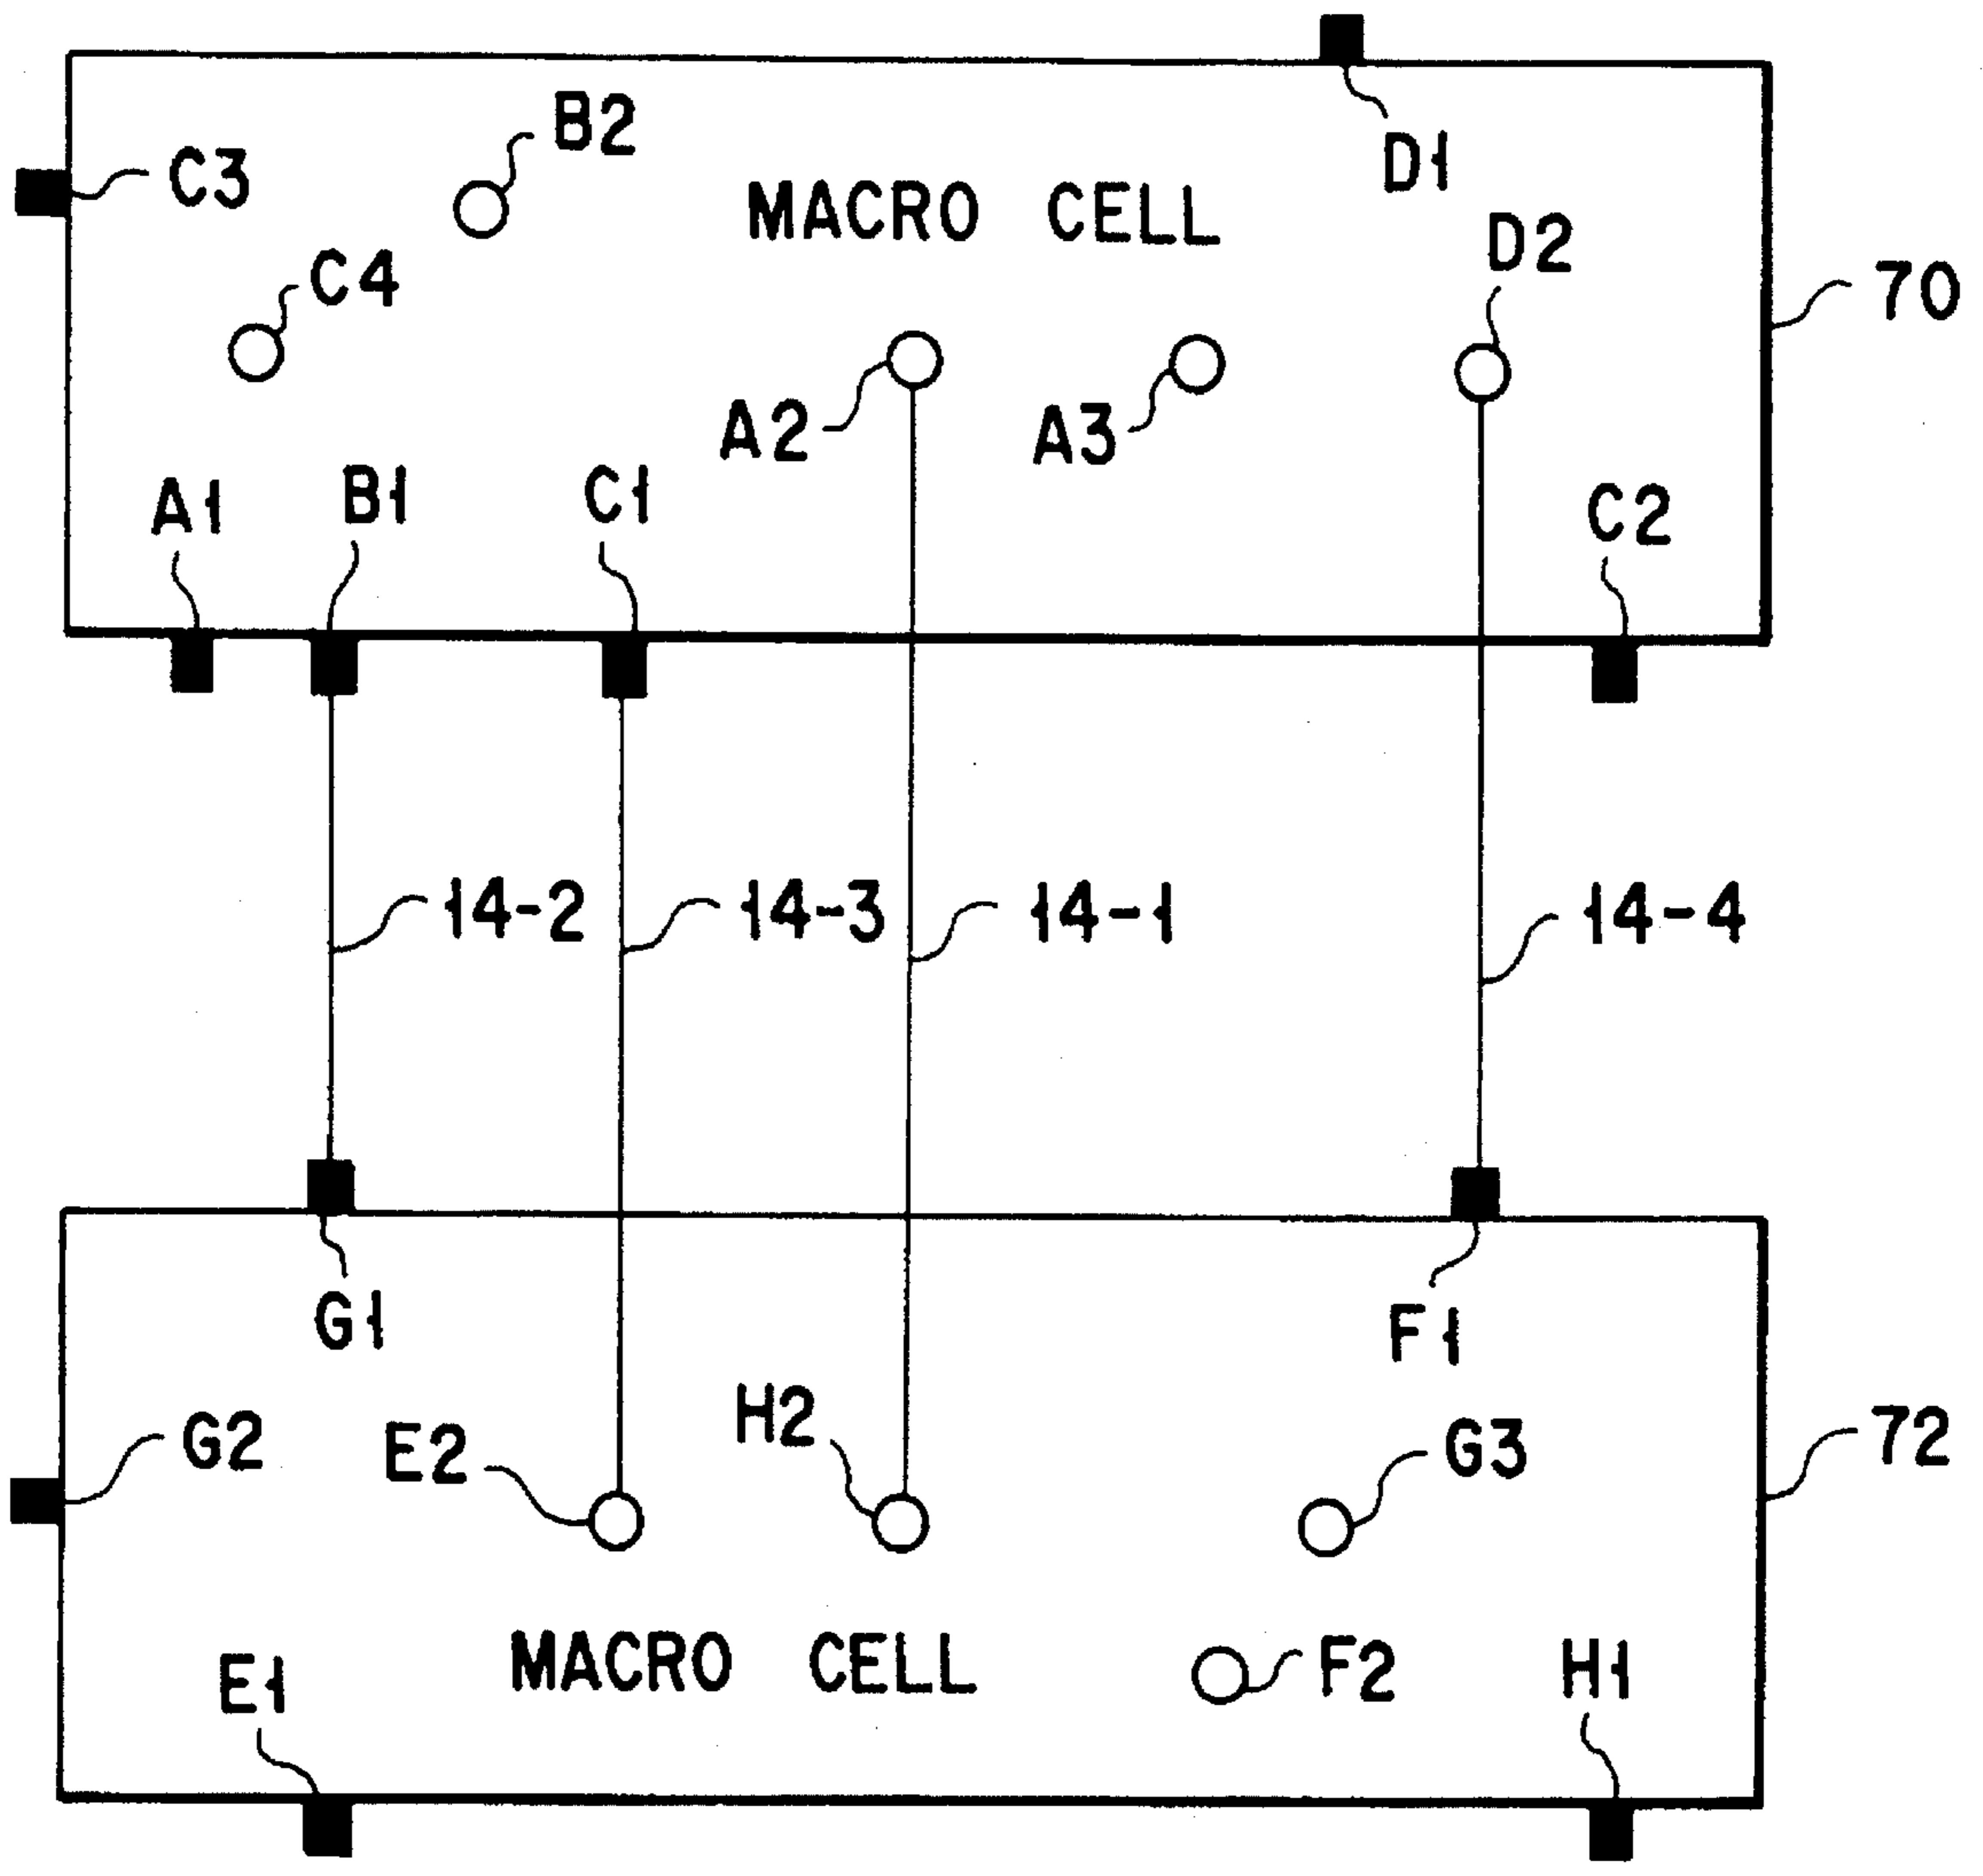 B2
D1
C3
MACRO CELL
D2
C4
70
A2
A3
A1
B1
C1
C2
14-2
14-3
14-1
14-4
G1
F1
G2
E2
H2
G3
72
MACRO CELL
F2
E1
H1